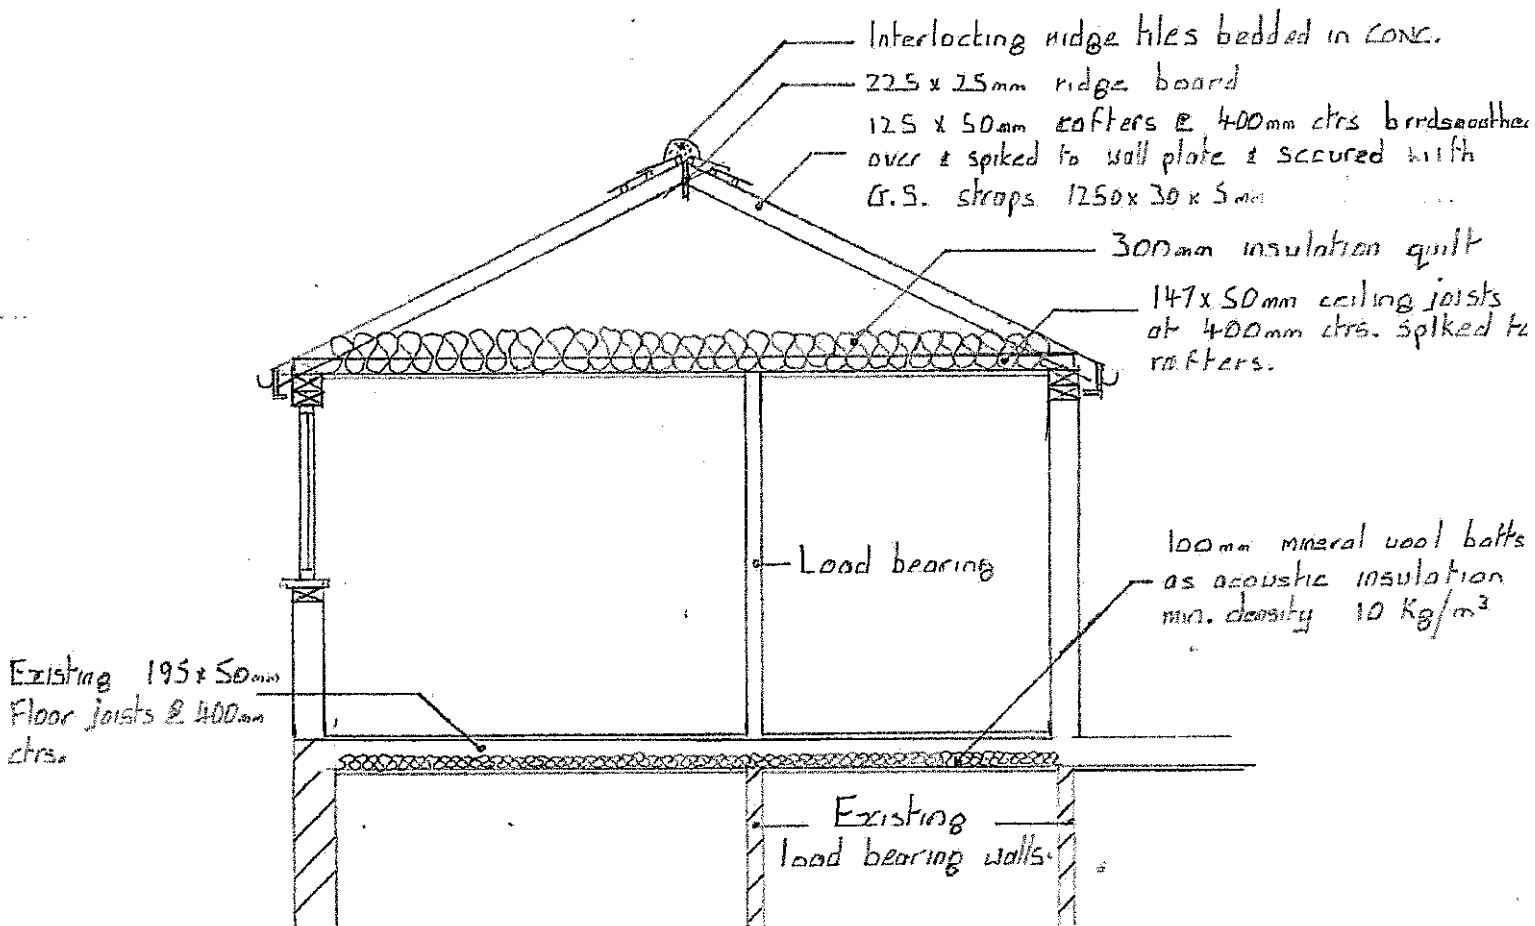 Interlocking ridge tiles bedded in CONC.
225 x 25mm ridge board
125 x 50mm rafters @ 400mm ctrs birdsmouthed
over & spiked to wall plate & secured with
G.S. straps 1250 x 30 x 5mm
300mm insulation quilt
147 x 50mm ceiling joists
at 400mm ctrs. spiked to
rafters.
Load bearing
100mm mineral wool batts
as acoustic insulation
min. density 10 Kg/m³
Existing 195 x 50mm
Floor joists @ 400mm
ctrs.
Existing
load bearing walls.